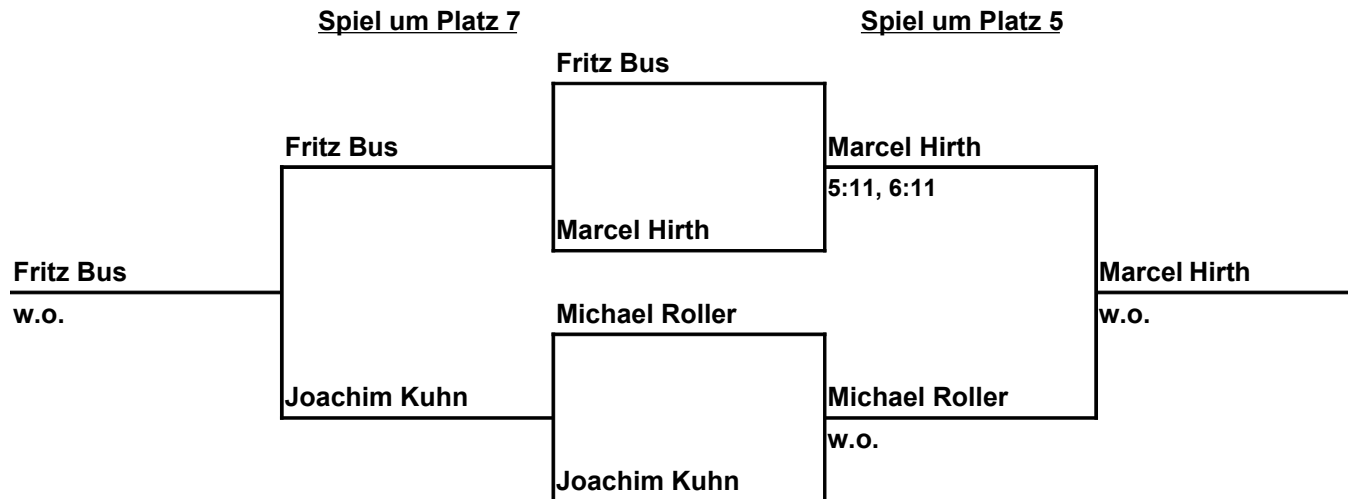 Spiel um Platz 7 Spiel um Platz 5
Fritz Bus
Fritz Bus Marcel Hirth
5:11, 6:11
Marcel Hirth
Fritz Bus Marcel Hirth
w.o. Michael Roller w.o.
Joachim Kuhn Michael Roller
w.o.
Joachim Kuhn